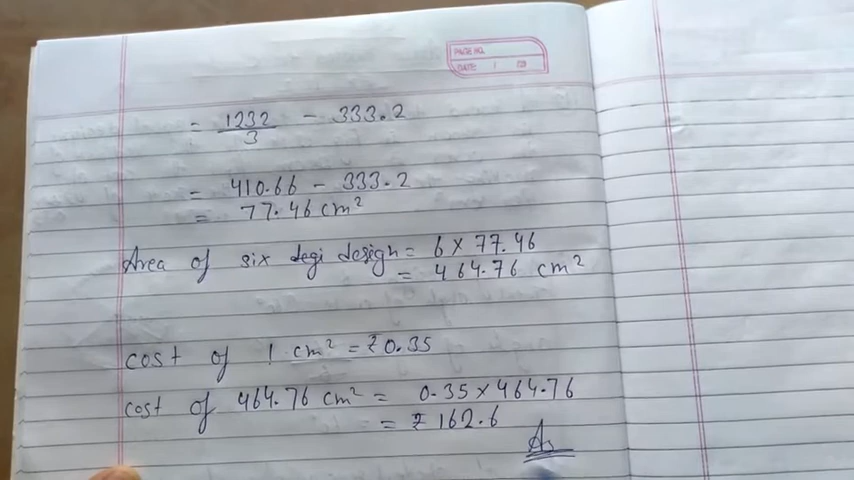 PAGE NO.
DATE: / /
= 1232/3 - 333.2
= 410.66 - 333.2
= 77.46 cm²
Area of six degi design = 6 × 77.46
= 464.76 cm²
cost of 1 cm² = ₹0.35
cost of 464.76 cm² = 0.35 × 464.76
= ₹ 162.6